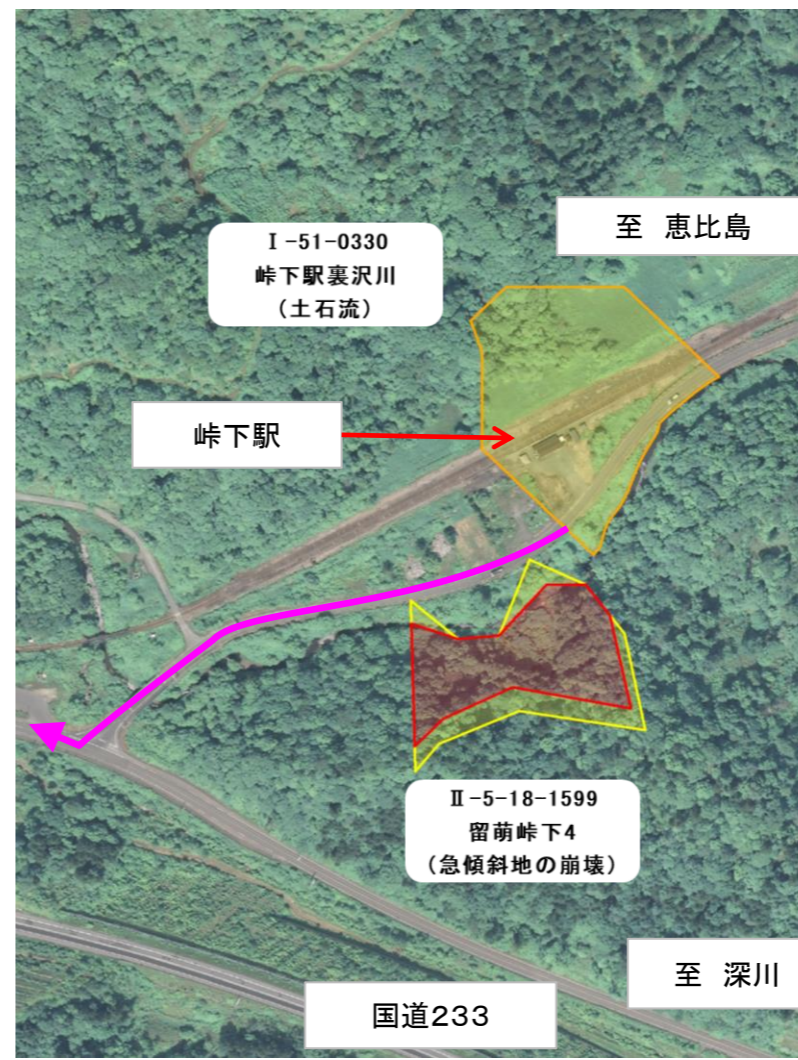 至 恵比島
Ⅰ-51-0330
峠下駅裏沢川
(土石流)
峠下駅
Ⅱ-5-18-1599
留萌峠下4
(急傾斜地の崩壊)
至 深川
国道233